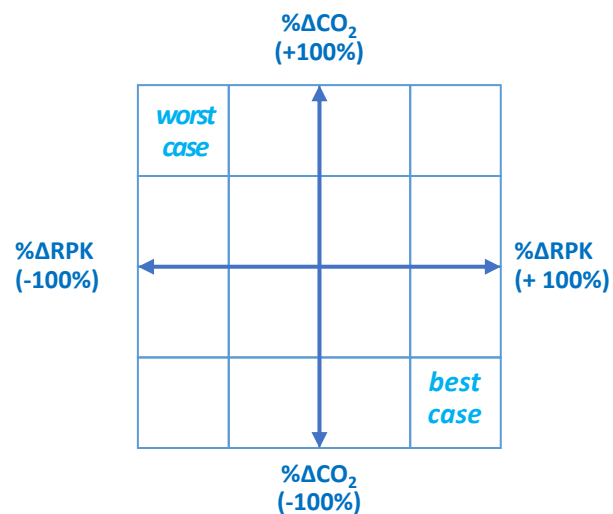 %ΔCO₂
(+100%)
worst
case
%ΔRPK
(-100%)
%ΔRPK
(+ 100%)
best
case
%ΔCO₂
(-100%)